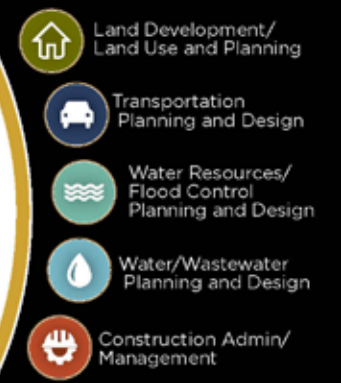 Land Development/
Land Use and Planning
Transportation
Planning and Design
Water Resources/
Flood Control
Planning and Design
Water/Wastewater
Planning and Design
Construction Admin/
Management